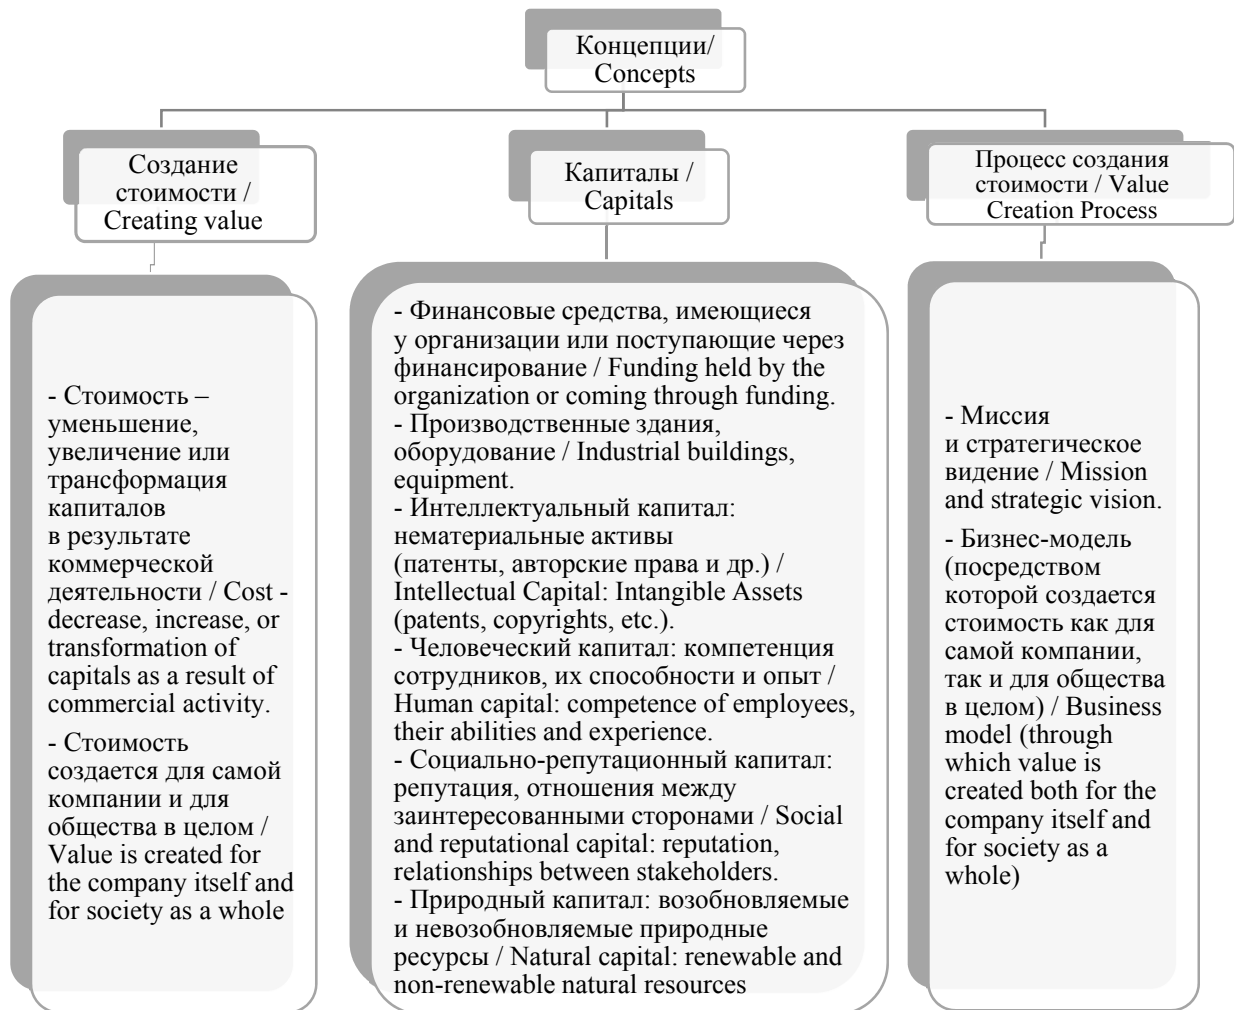 Концепции/
Concepts
Создание
стоимости /
Creating value
Капиталы /
Capitals
Процесс создания
стоимости / Value
Creation Process
- Стоимость –
уменьшение,
увеличение или
трансформация
капиталов
в результате
коммерческой
деятельности / Cost -
decrease, increase, or
transformation of
capitals as a result of
commercial activity.
- Стоимость
создается для самой
компании и для
общества в целом /
Value is created for
the company itself and
for society as a whole
- Финансовые средства, имеющиеся
у организации или поступающие через
финансирование / Funding held by the
organization or coming through funding.
- Производственные здания,
оборудование / Industrial buildings,
equipment.
- Интеллектуальный капитал:
нематериальные активы
(патенты, авторские права и др.) /
Intellectual Capital: Intangible Assets
(patents, copyrights, etc.).
- Человеческий капитал: компетенция
сотрудников, их способности и опыт /
Human capital: competence of employees,
their abilities and experience.
- Социально-репутационный капитал:
репутация, отношения между
заинтересованными сторонами / Social
and reputational capital: reputation,
relationships between stakeholders.
- Природный капитал: возобновляемые
и невозобновляемые природные
ресурсы / Natural capital: renewable and
non-renewable natural resources
- Миссия
и стратегическое
видение / Mission
and strategic vision.
- Бизнес-модель
(посредством
которой создается
стоимость как для
самой компании,
так и для общества
в целом) / Business
model (through
which value is
created both for the
company itself and
for society as a
whole)